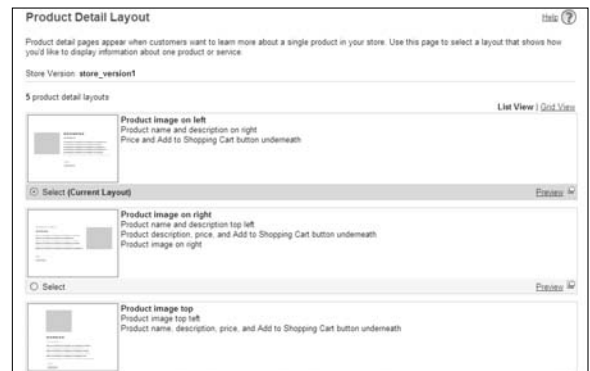 Product Detail Layout
Help ?
Product detail pages appear when customers want to learn more about a single product in your store. Use this page to select a layout that shows how
you'd like to display information about one product or service.
Store Version store_version1
5 product detail layouts
List View | Grid View
Product image on left
Product name and description on right
Price and Add to Shopping Cart button underneath
Select (Current Layout)
Preview
Product image on right
Product name and description top left
Product description, price, and Add to Shopping Cart button underneath
Product image on right
Select
Preview
Product image top
Product image top left
Product name, description, price, and Add to Shopping Cart button underneath